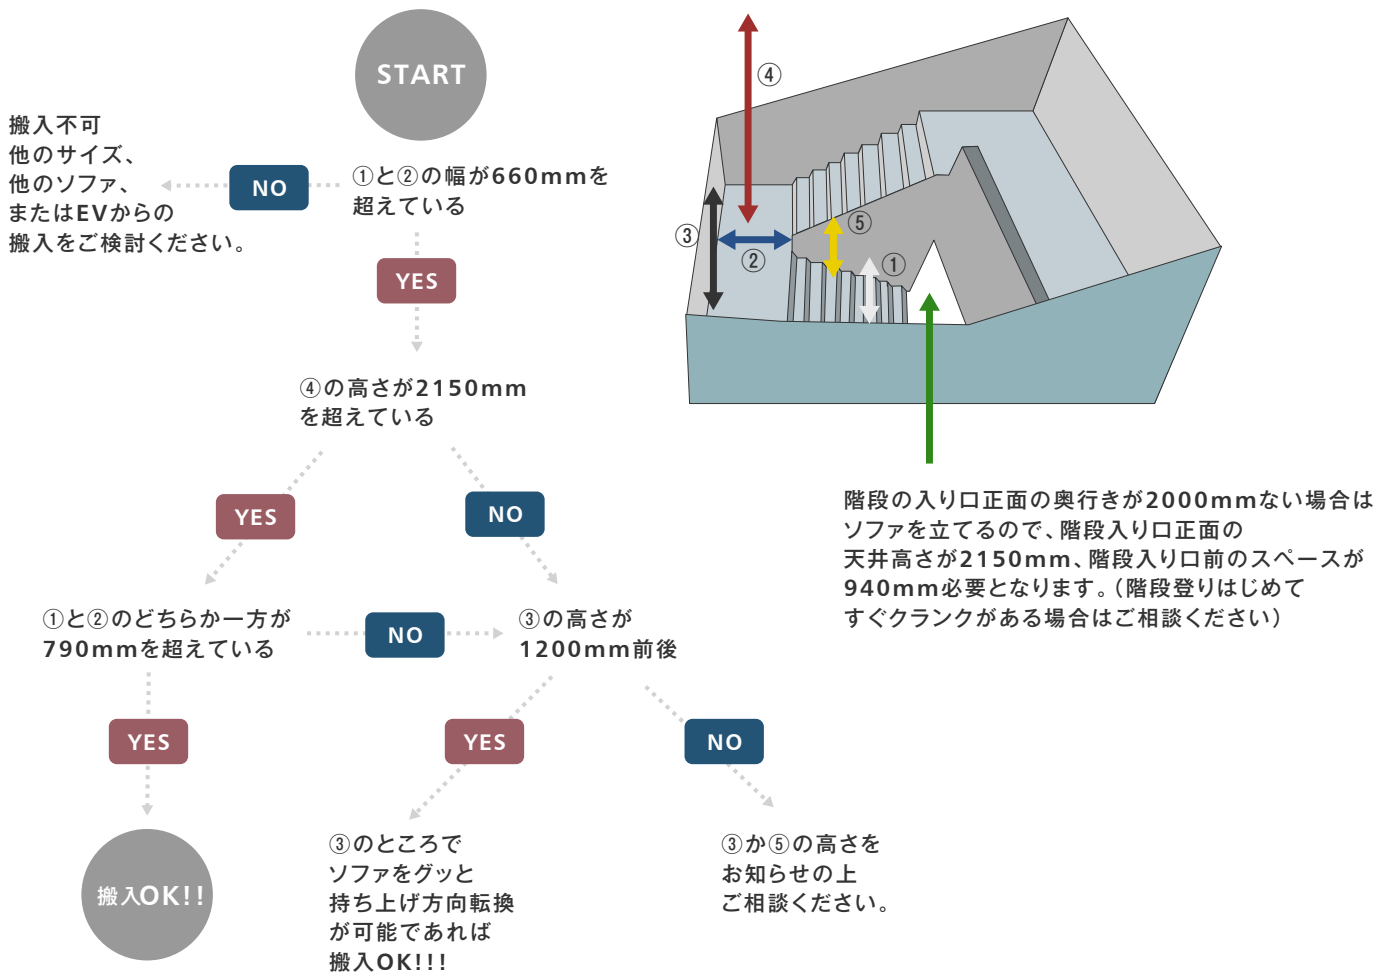 START
搬入不可
他のサイズ、
他のソファ、
またはEVからの
搬入をご検討ください。
NO
①と②の幅が660mmを
超えている
YES
④の高さが2150mm
を超えている
YES
NO
①と②のどちらか一方が
790mmを超えている
NO
③の高さが
1200mm前後
YES
YES
NO
搬入OK!!
③のところで
ソファをグッと
持ち上げ方向転換
が可能であれば
搬入OK!!!
③か⑤の高さを
お知らせの上
ご相談ください。
④
③
②
⑤
①
階段の入り口正面の奥行きが2000mmない場合は
ソファを立てるので、階段入り口正面の
天井高さが2150mm、階段入り口前のスペースが
940mm必要となります。（階段登りはじめて
すぐクランクがある場合はご相談ください）